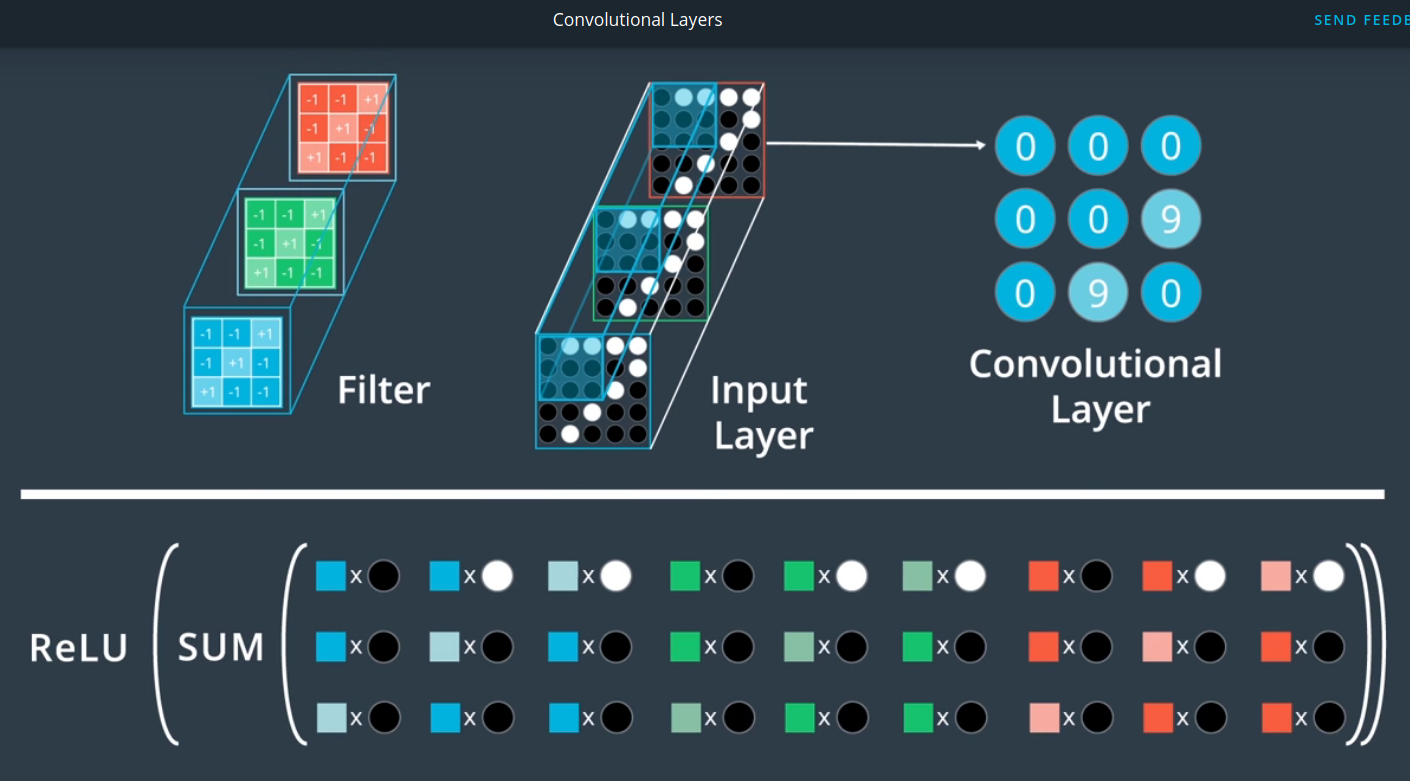 Convolutional Layers
SEND FEEDB
-1 -1 +1
-1 +1 -1
+1 -1 -1
-1 -1 +1
-1 +1 -1
+1 -1 -1
-1 -1 +1
-1 +1 -1
+1 -1 -1
Filter
Input
Layer
0 0 0
0 0 9
0 9 0
Convolutional
Layer
ReLU ( SUM (
x x x x x x x x x
x x x x x x x x x
x x x x x x x x x
))